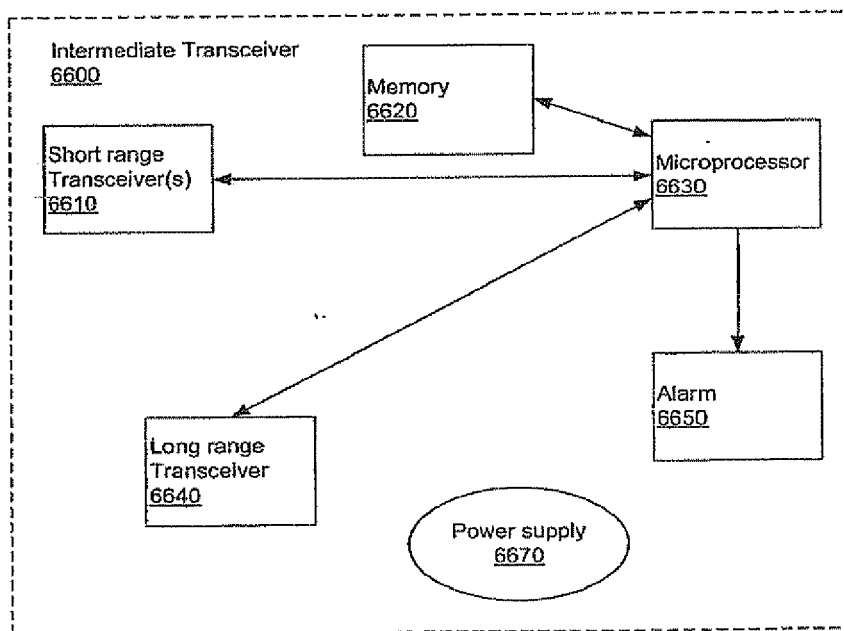 Intermediate Transceiver
6600
Memory
6620
Short range
Transceiver(s)
6610
Microprocessor
6630
Alarm
6650
Long range
Transceiver
6640
Power supply
6670